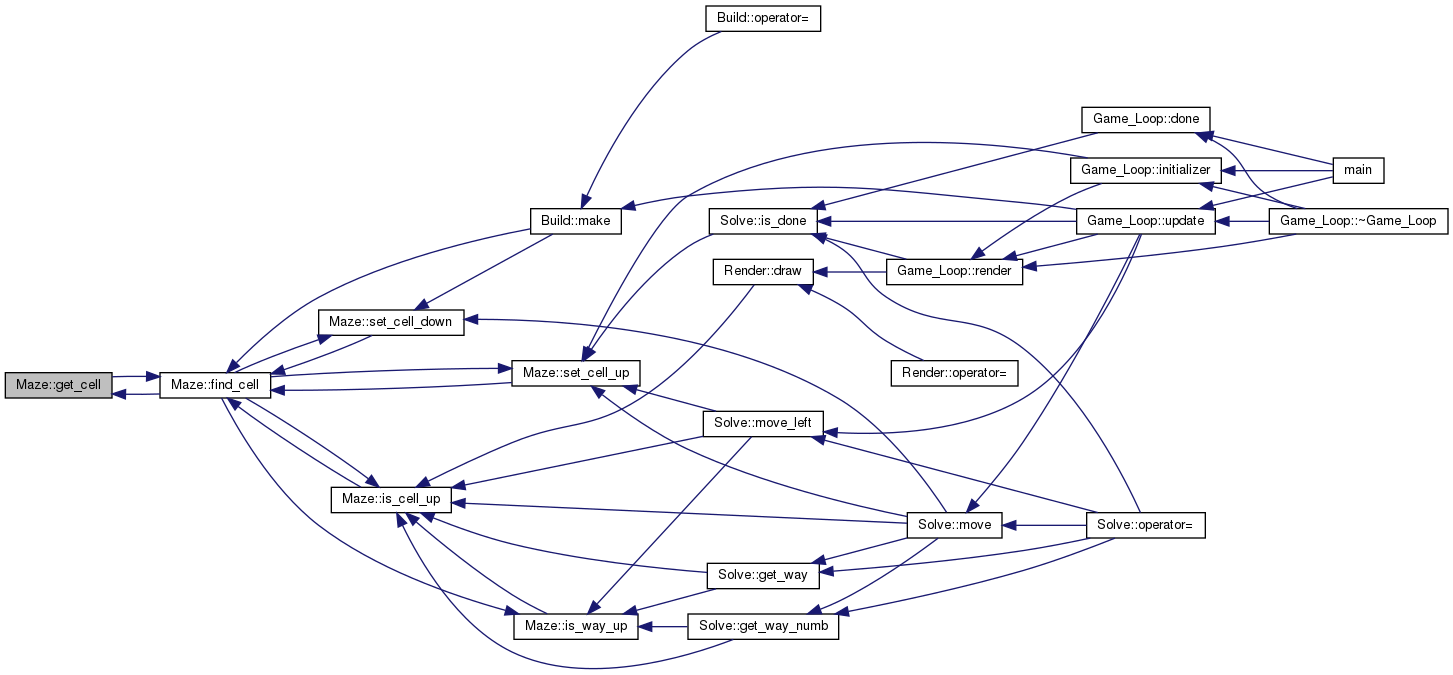 Build::operator=
Game_Loop::done
Game_Loop::initializer
main
Build::make
Solve::is_done
Game_Loop::update
Game_Loop::~Game_Loop
Render::draw
Game_Loop::render
Maze::set_cell_down
Maze::get_cell
Maze::find_cell
Maze::set_cell_up
Render::operator=
Solve::move_left
Maze::is_cell_up
Solve::move
Solve::operator=
Solve::get_way
Maze::is_way_up
Solve::get_way_numb